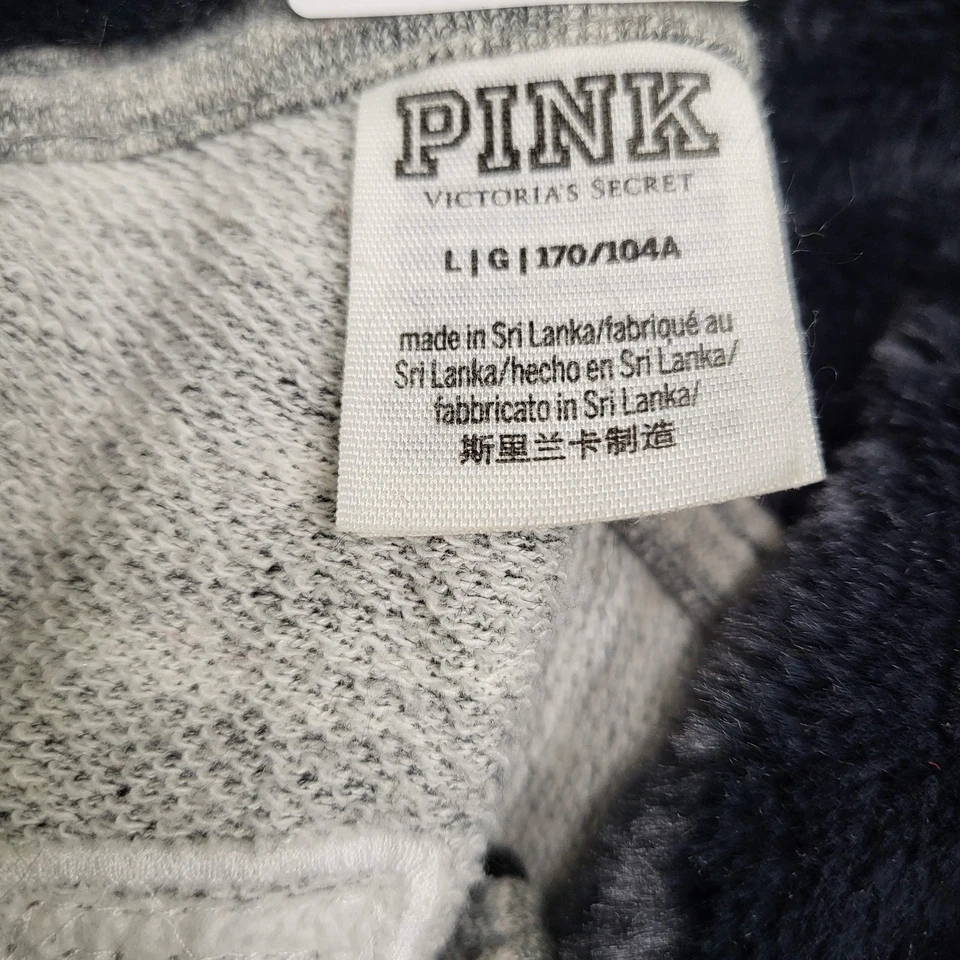 PINK
VICTORIA'S SECRET
L | G | 170/104A
made in Sri Lanka/fabriqué au
Sri Lanka/hecho en Sri Lanka/
fabbricato in Sri Lanka/
斯里兰卡制造